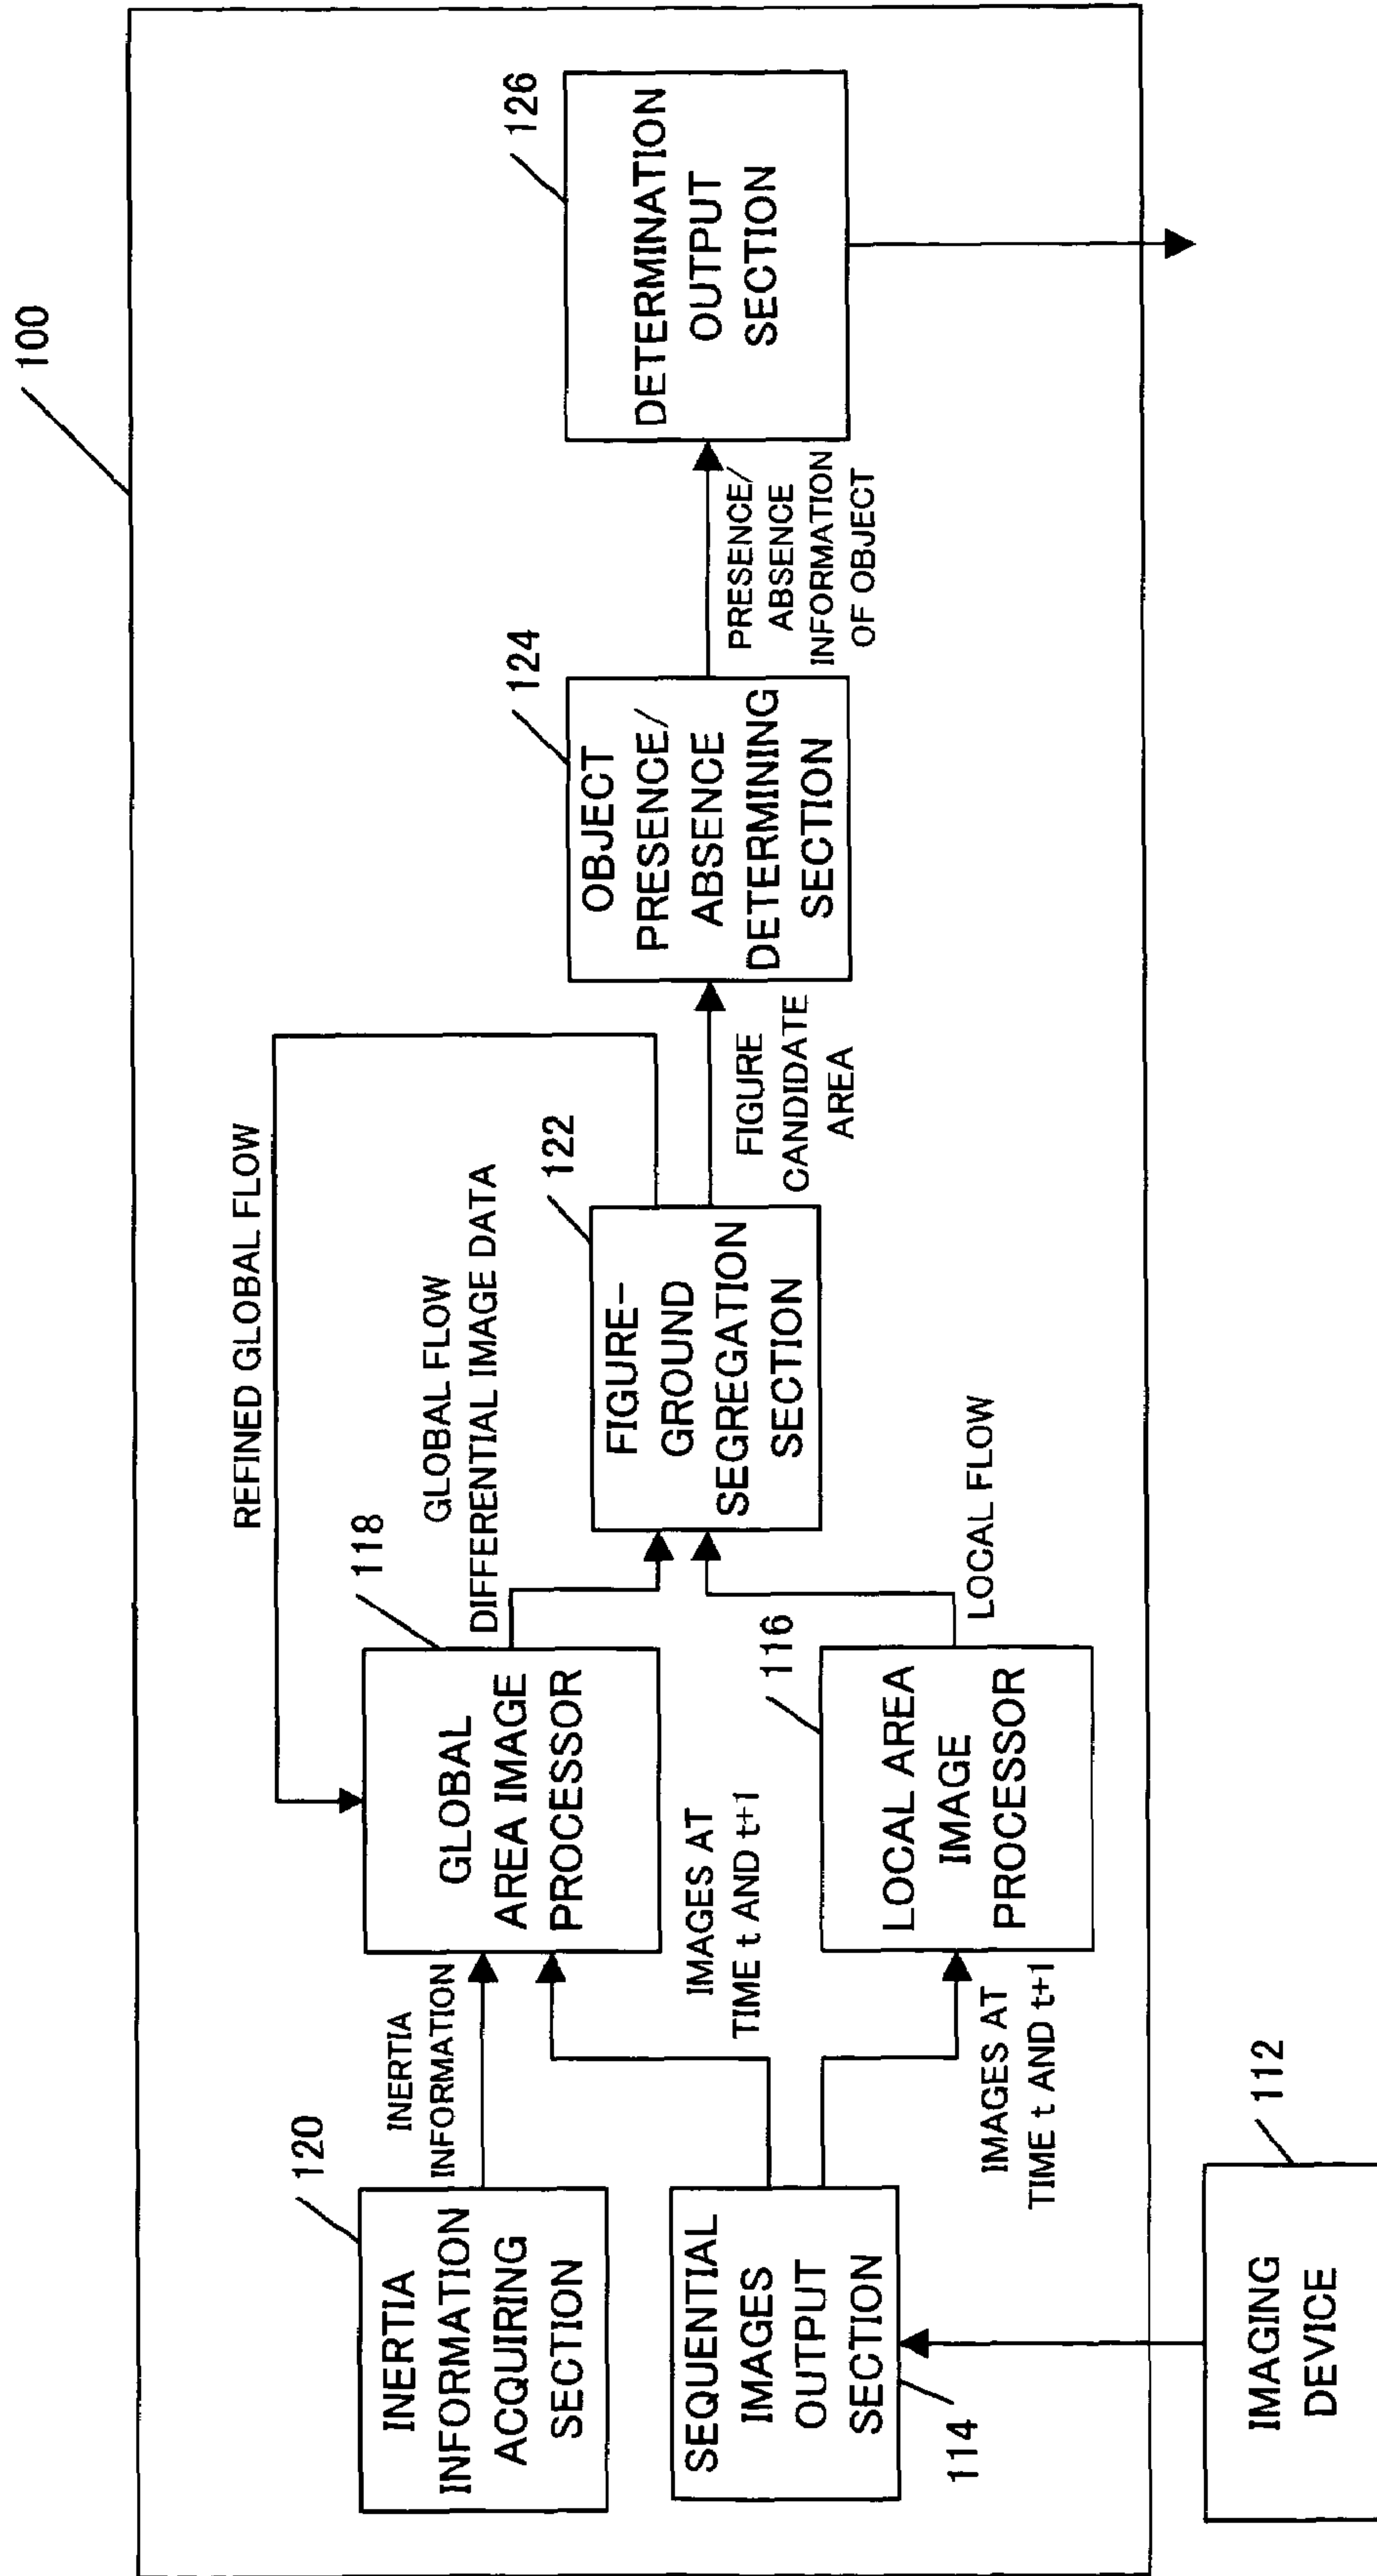 100
REFINED GLOBAL FLOW
120
INERTIA
INFORMATION
ACQUIRING
SECTION
INERTIA
INFORMATION
118
GLOBAL
AREA IMAGE
PROCESSOR
GLOBAL FLOW
DIFFERENTIAL IMAGE DATA
122
FIGURE-
GROUND
SEGREGATION
SECTION
124
OBJECT
PRESENCE/
ABSENCE
DETERMINING
SECTION
126
DETERMINATION
OUTPUT
SECTION
SEQUENTIAL
IMAGES
OUTPUT
SECTION
114
IMAGES AT
TIME t AND t+1
116
LOCAL AREA
IMAGE
PROCESSOR
LOCAL FLOW
FIGURE
CANDIDATE
AREA
PRESENCE/
ABSENCE
INFORMATION
OF OBJECT
IMAGES AT
TIME t AND t+1
112
IMAGING
DEVICE